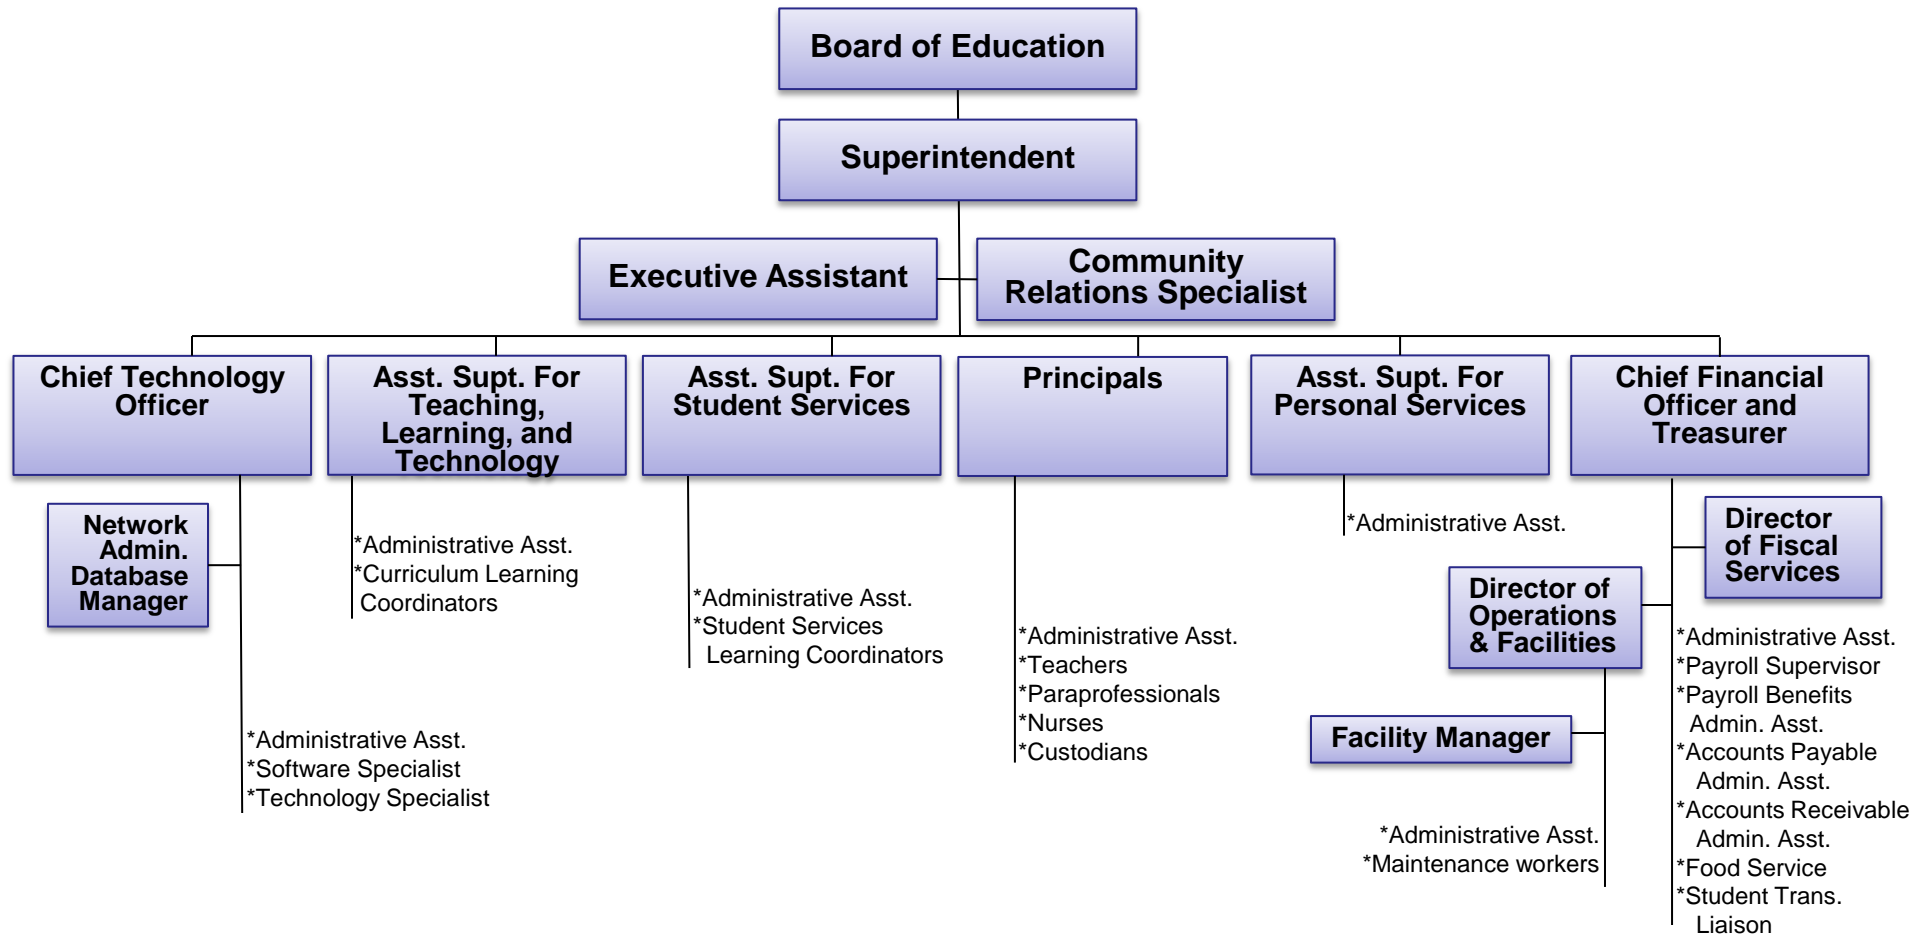 Board of Education
Superintendent
Executive Assistant
Community
Relations Specialist
Chief Technology
Officer
Asst. Supt. For
Teaching,
Learning, and
Technology
Asst. Supt. For
Student Services
Principals
Asst. Supt. For
Personal Services
Chief Financial
Officer and
Treasurer
Network
Admin.
Database
Manager
*Administrative Asst.
*Software Specialist
*Technology Specialist
*Administrative Asst.
*Curriculum Learning
Coordinators
*Administrative Asst.
*Student Services
Learning Coordinators
*Administrative Asst.
*Teachers
*Paraprofessionals
*Nurses
*Custodians
*Administrative Asst.
Director
of Fiscal
Services
Director of
Operations
& Facilities
Facility Manager
*Administrative Asst.
*Maintenance workers
*Administrative Asst.
*Payroll Supervisor
*Payroll Benefits
Admin. Asst.
*Accounts Payable
Admin. Asst.
*Accounts Receivable
Admin. Asst.
*Food Service
*Student Trans.
Liaison